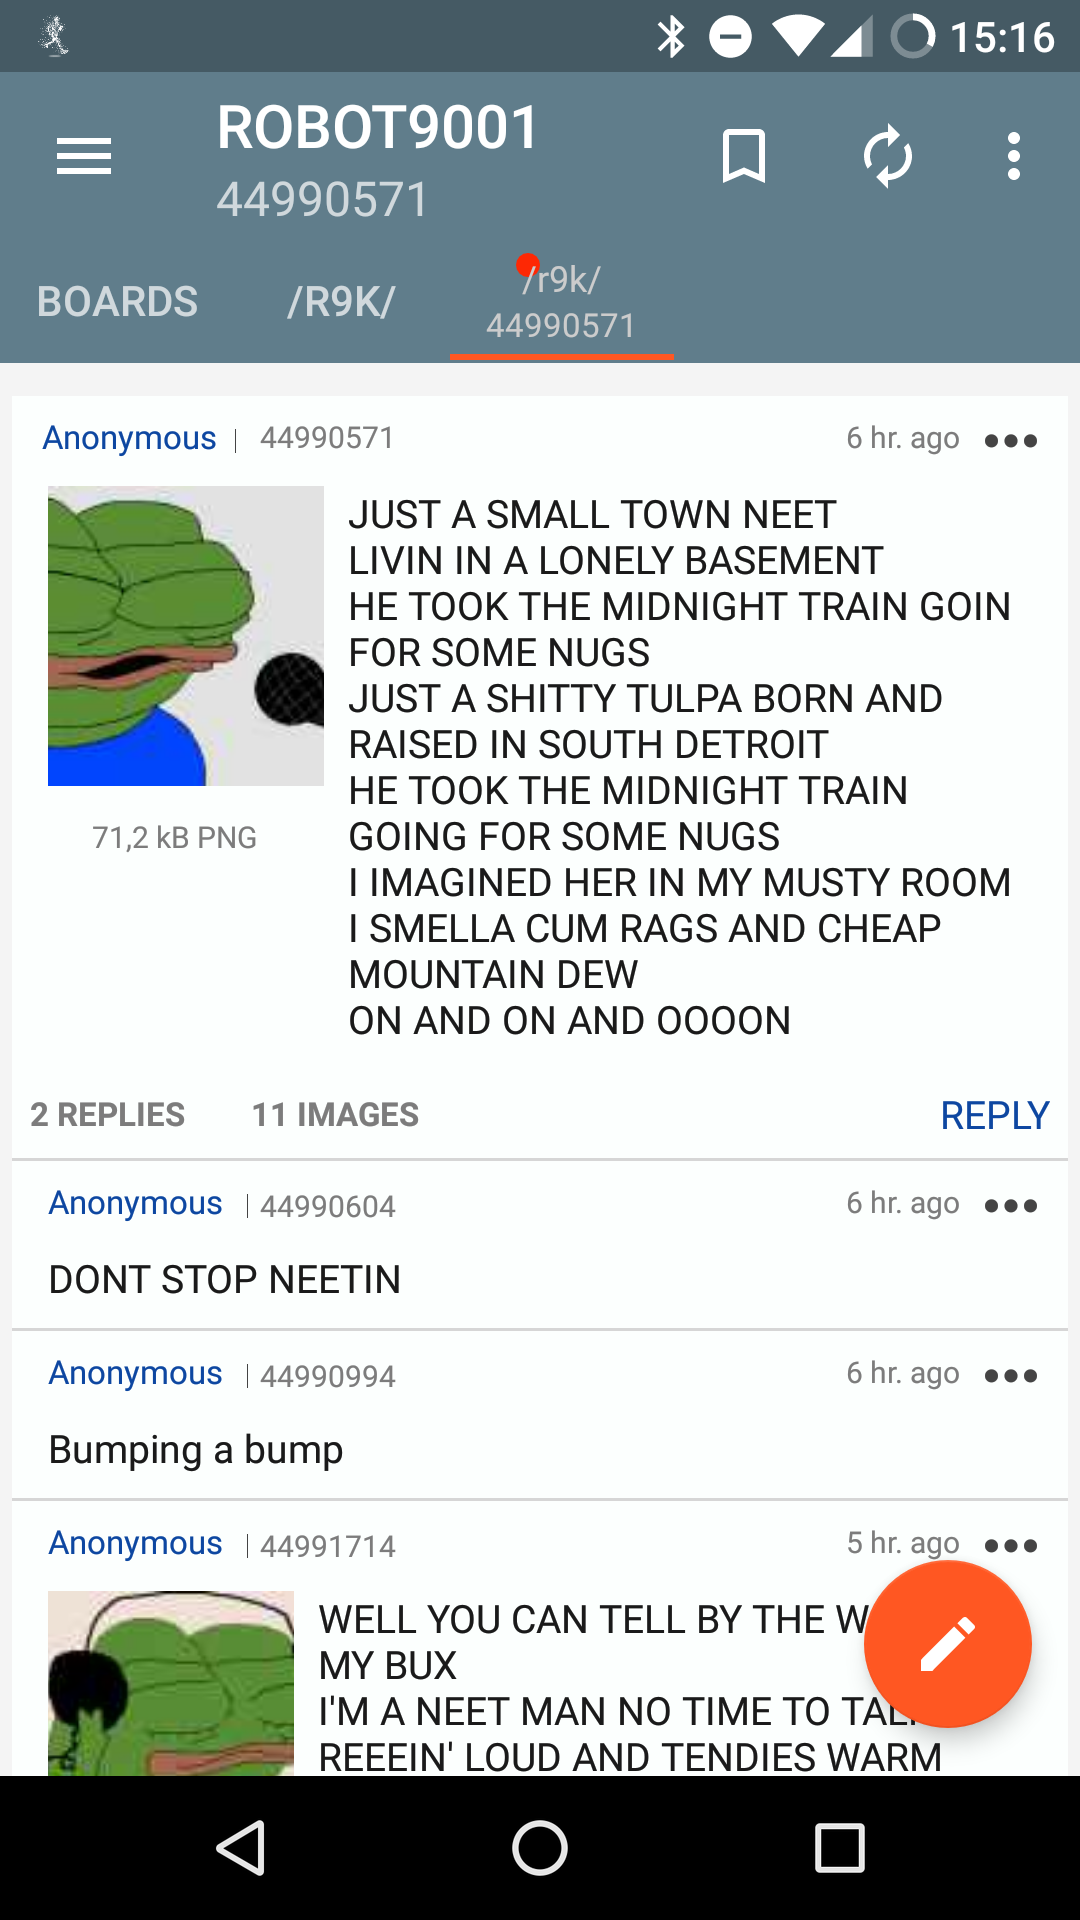 15:16
ROBOT9001
44990571
BOARDS
/R9K/
/r9k/
44990571
Anonymous
44990571
6 hr. ago
JUST A SMALL TOWN NEET
LIVIN IN A LONELY BASEMENT
HE TOOK THE MIDNIGHT TRAIN GOIN
FOR SOME NUGS
JUST A SHITTY TULPA BORN AND
RAISED IN SOUTH DETROIT
HE TOOK THE MIDNIGHT TRAIN
GOING FOR SOME NUGS
I IMAGINED HER IN MY MUSTY ROOM
I SMELLA CUM RAGS AND CHEAP
MOUNTAIN DEW
ON AND ON AND OOOON
71,2 kB PNG
2 REPLIES
11 IMAGES
REPLY
Anonymous
44990604
6 hr. ago
DONT STOP NEETIN
Anonymous
44990994
6 hr. ago
Bumping a bump
Anonymous
44991714
5 hr. ago
WELL YOU CAN TELL BY THE
MY BUX
I'M A NEET MAN NO TIME TO
REEEIN' LOUD AND TENDIES WARM